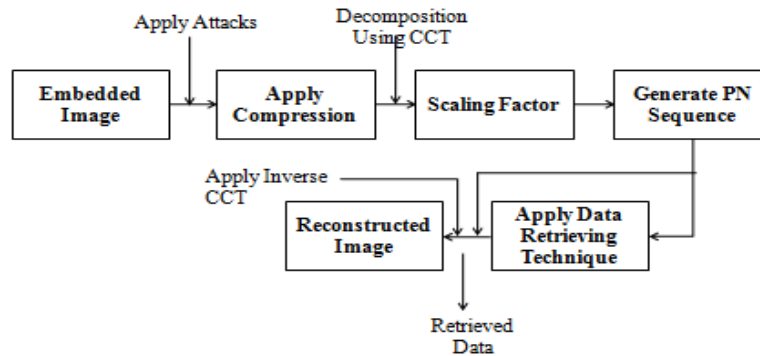 Apply Attacks
Decomposition
Using CCT
Embedded
Image
Apply
Compression
Scaling Factor
Generate PN
Sequence
Apply Inverse
CCT
Reconstructed
Image
Apply Data
Retrieving
Technique
Retrieved
Data